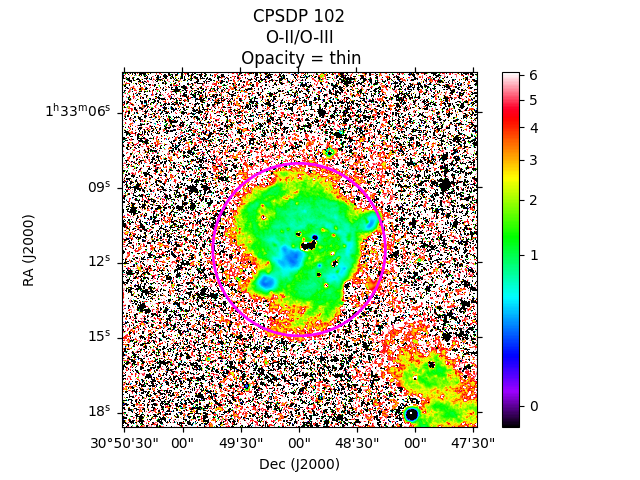 CPSDP 102
O-II/O-III
Opacity = thin
1ʰ33ᵐ06ˢ
09ˢ
12ˢ
15ˢ
18ˢ
RA (J2000)
30°50'30" 00" 49'30" 00" 48'30" 00" 47'30"
Dec (J2000)
6
5
4
3
2
1
0